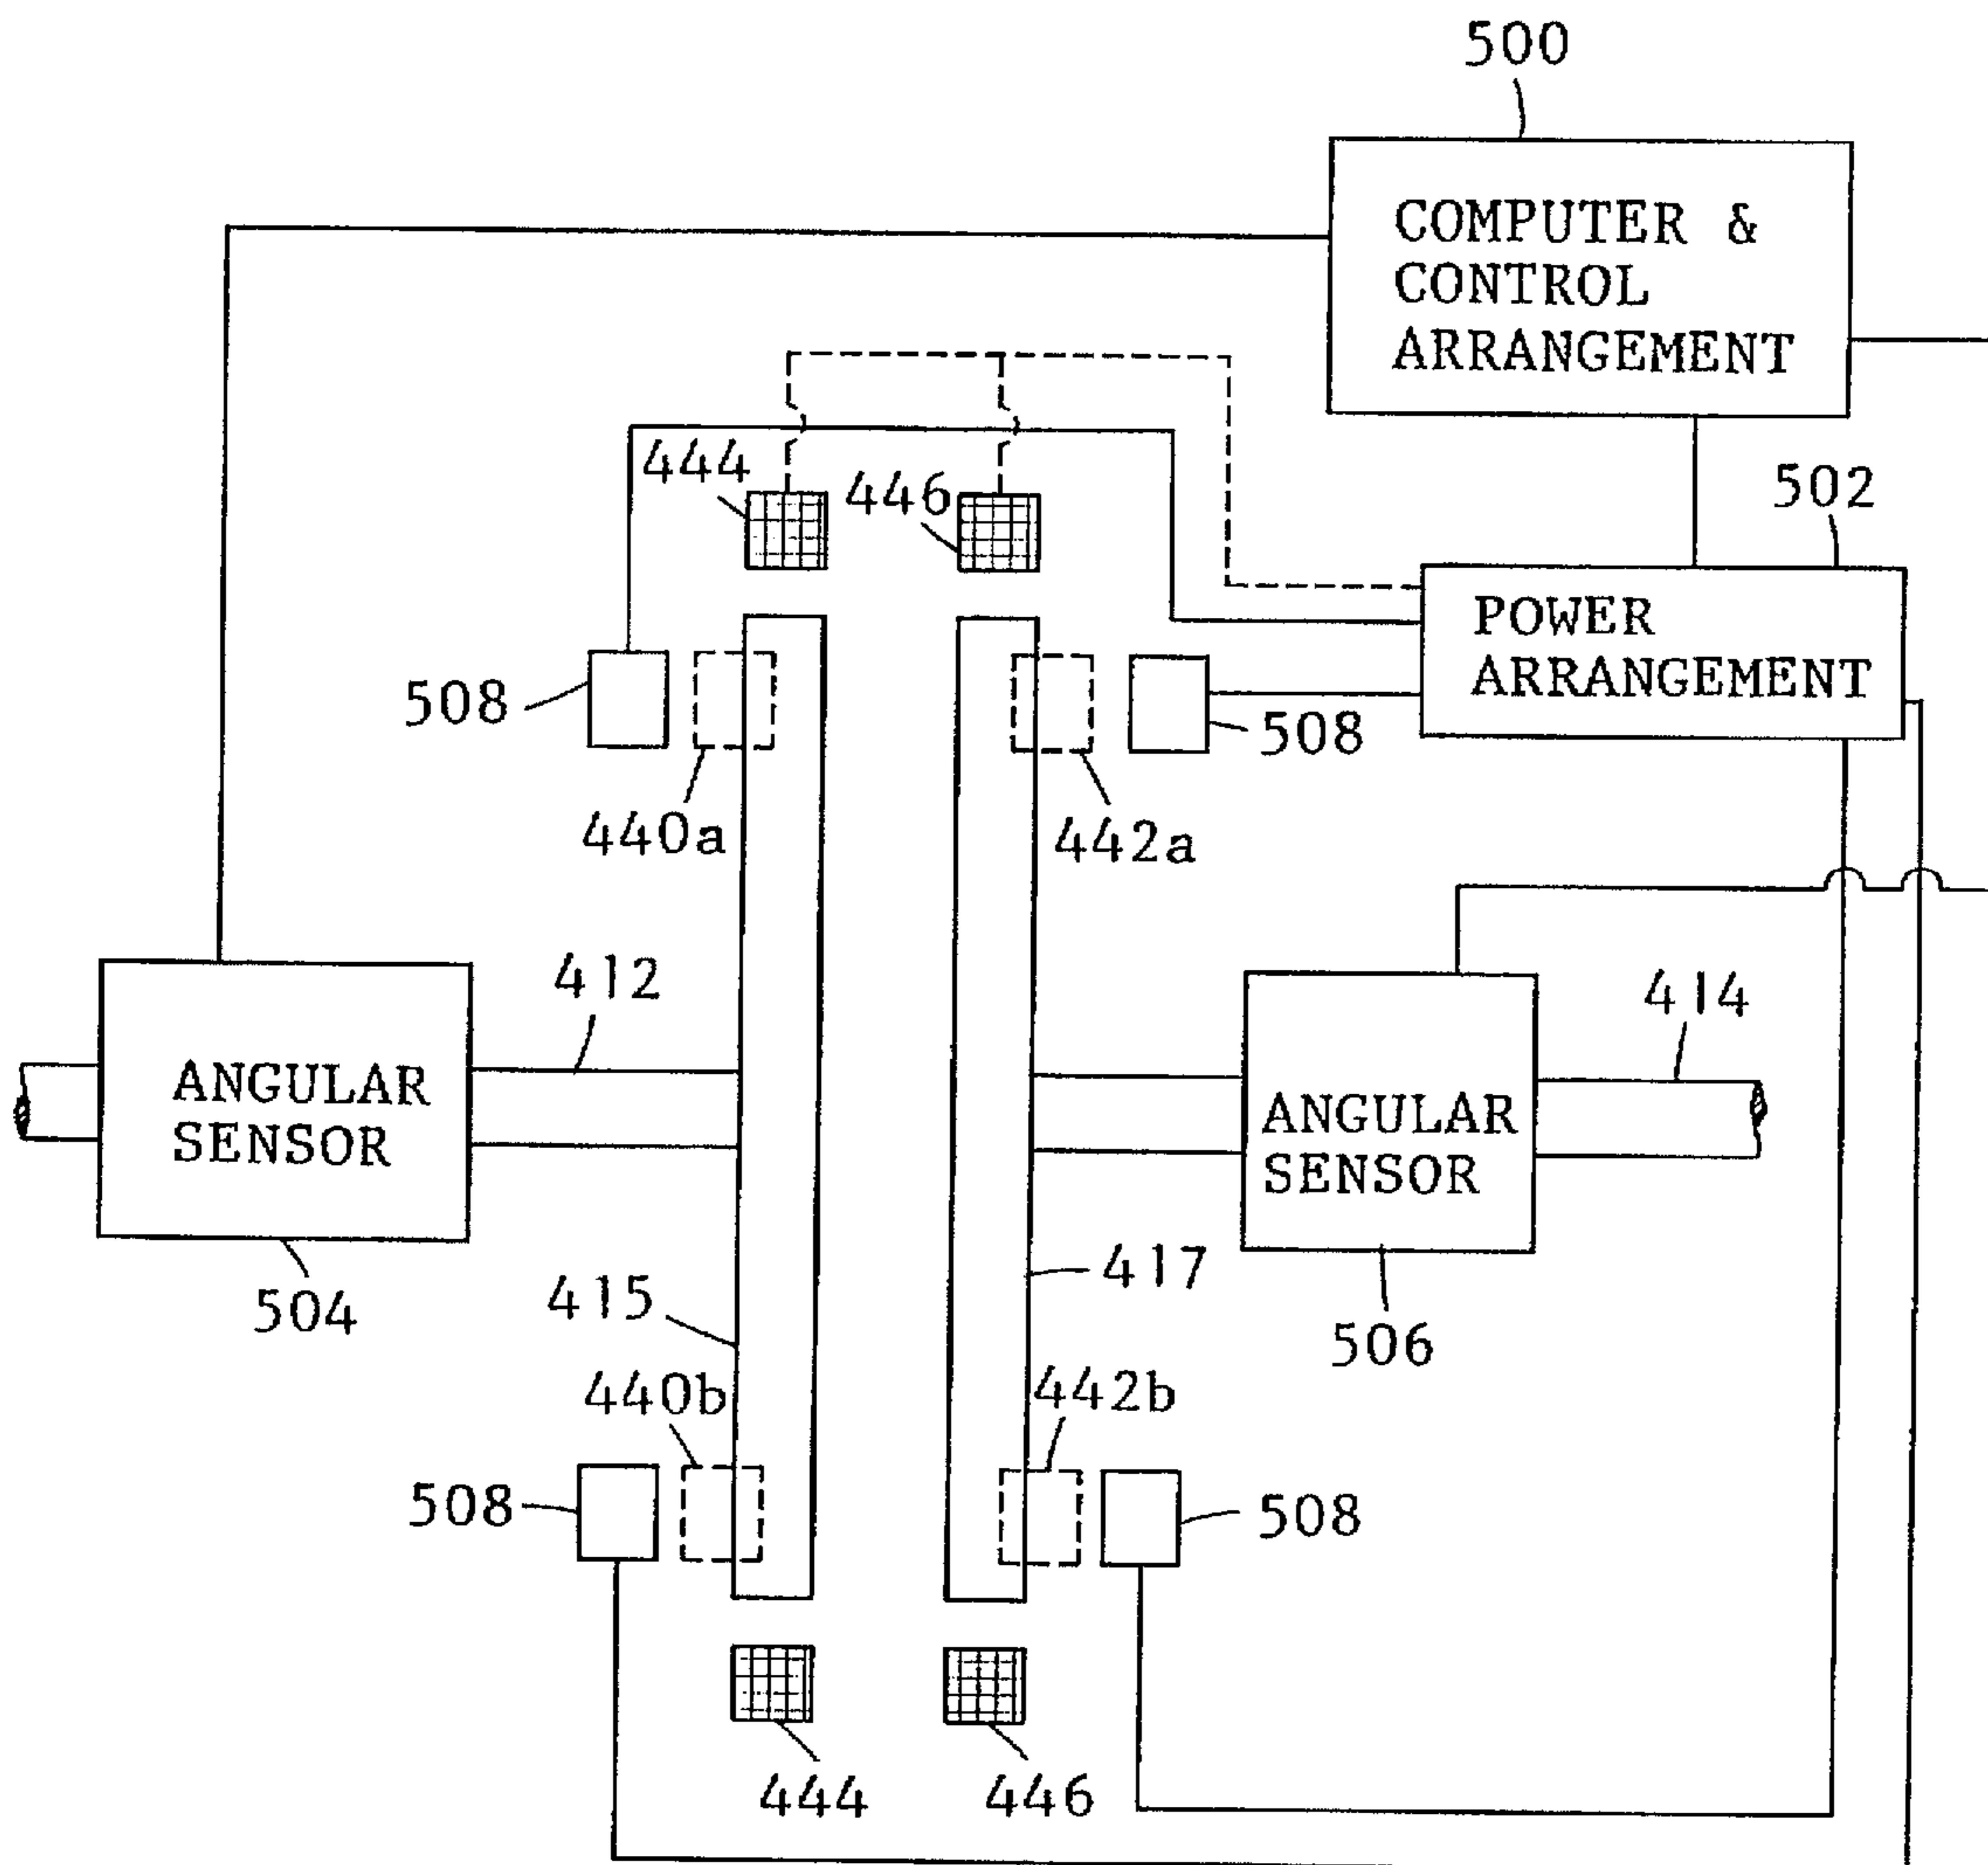 500
COMPUTER &
CONTROL
ARRANGEMENT
444
446
502
POWER
ARRANGEMENT
508
508
440a
442a
412
414
ANGULAR
SENSOR
ANGULAR
SENSOR
504
415
417
506
440b
442b
508
508
444
446